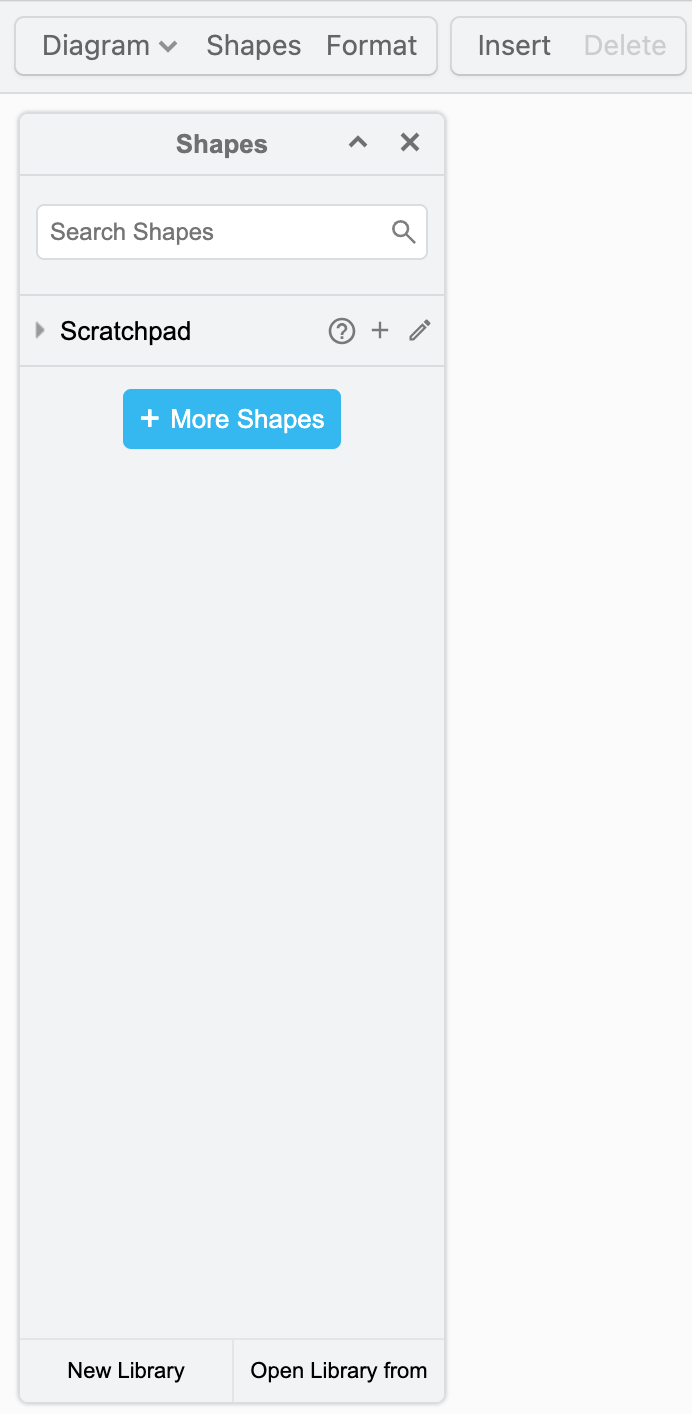 Diagram Shapes Format Insert Delete
Shapes
Search Shapes
Scratchpad
+ More Shapes
New Library Open Library from